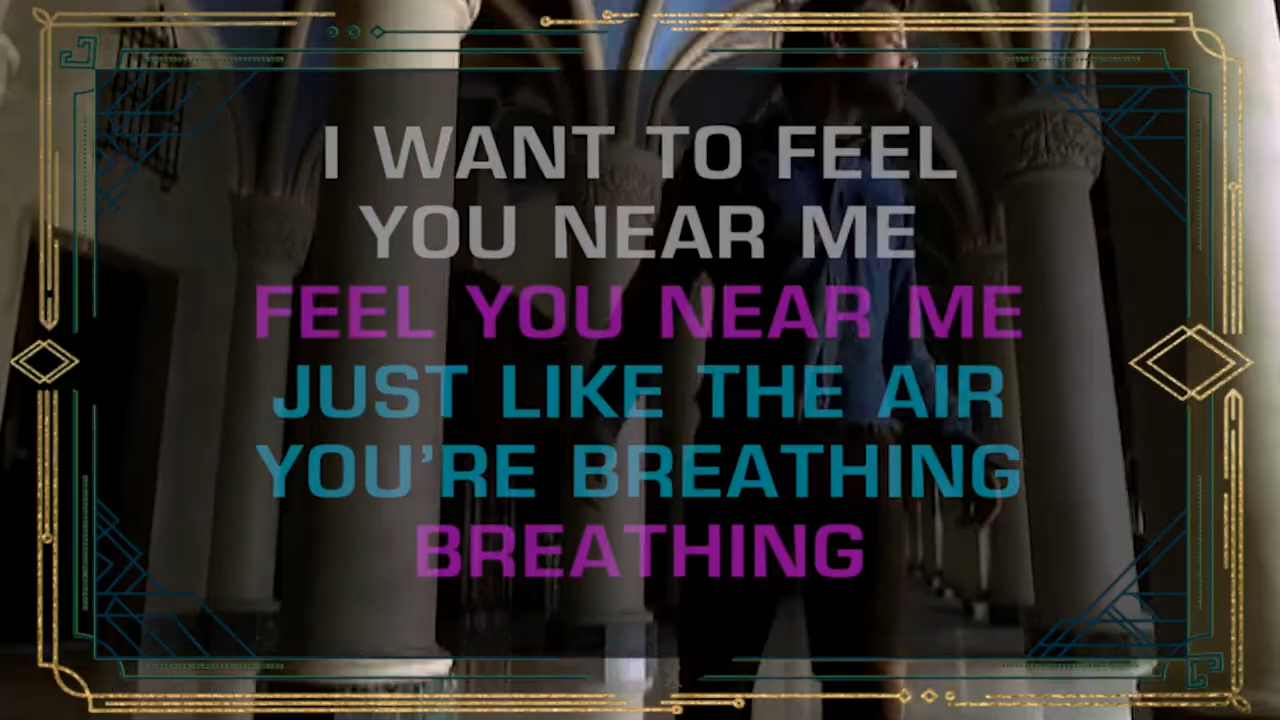 I WANT TO FEEL
YOU NEAR ME
FEEL YOU NEAR ME
JUST LIKE THE AIR
YOU'RE BREATHING
BREATHING